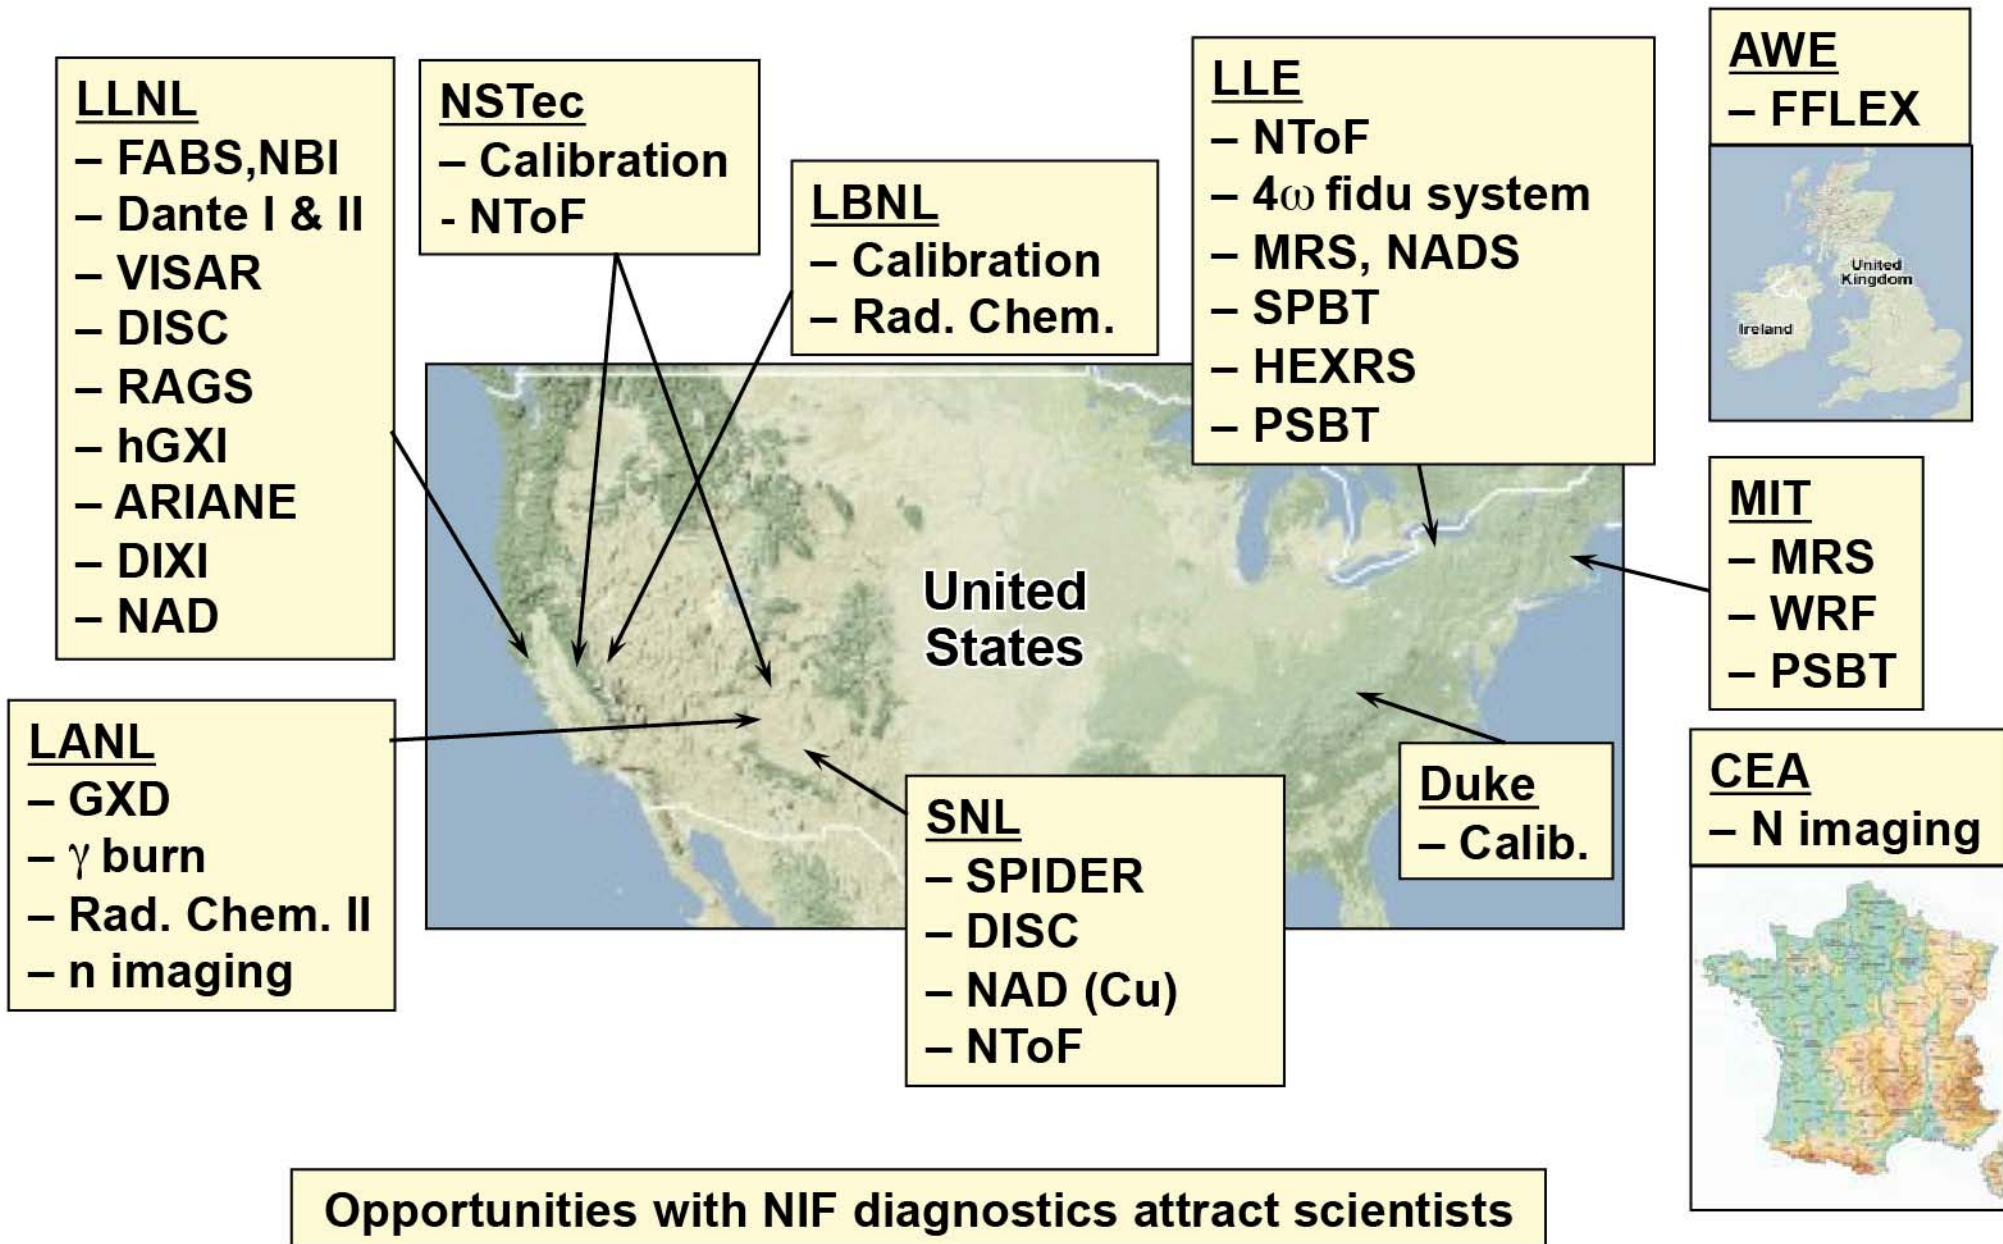 LLNL
– FABS,NBI
– Dante I & II
– VISAR
– DISC
– RAGS
– hGXI
– ARIANE
– DIXI
– NAD
NSTec
– Calibration
- NToF
LBNL
– Calibration
– Rad. Chem.
LLE
– NToF
– 4ω fidu system
– MRS, NADS
– SPBT
– HEXRS
– PSBT
AWE
– FFLEX
United
Kingdom
Ireland
MIT
– MRS
– WRF
– PSBT
United
States
LANL
– GXD
– γ burn
– Rad. Chem. II
– n imaging
SNL
– SPIDER
– DISC
– NAD (Cu)
– NToF
Duke
– Calib.
CEA
– N imaging
Opportunities with NIF diagnostics attract scientists